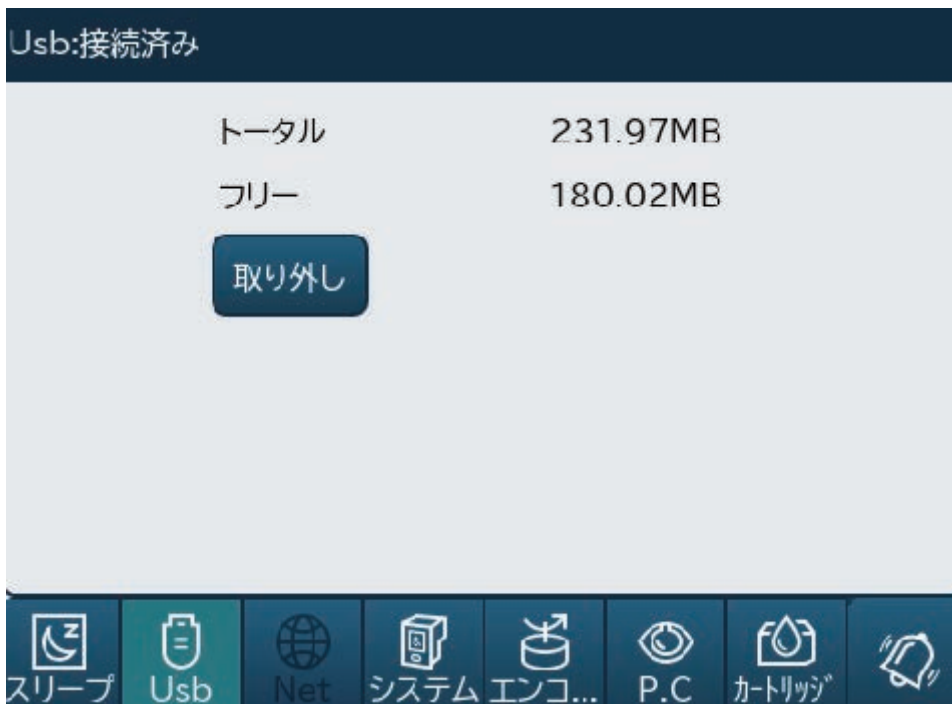 Usb:接続済み
トータル 231.97MB
フリー 180.02MB
取り外し
スリープ Usb Net システム エンコ... P.C ｶｰﾄﾘｯｼﾞ